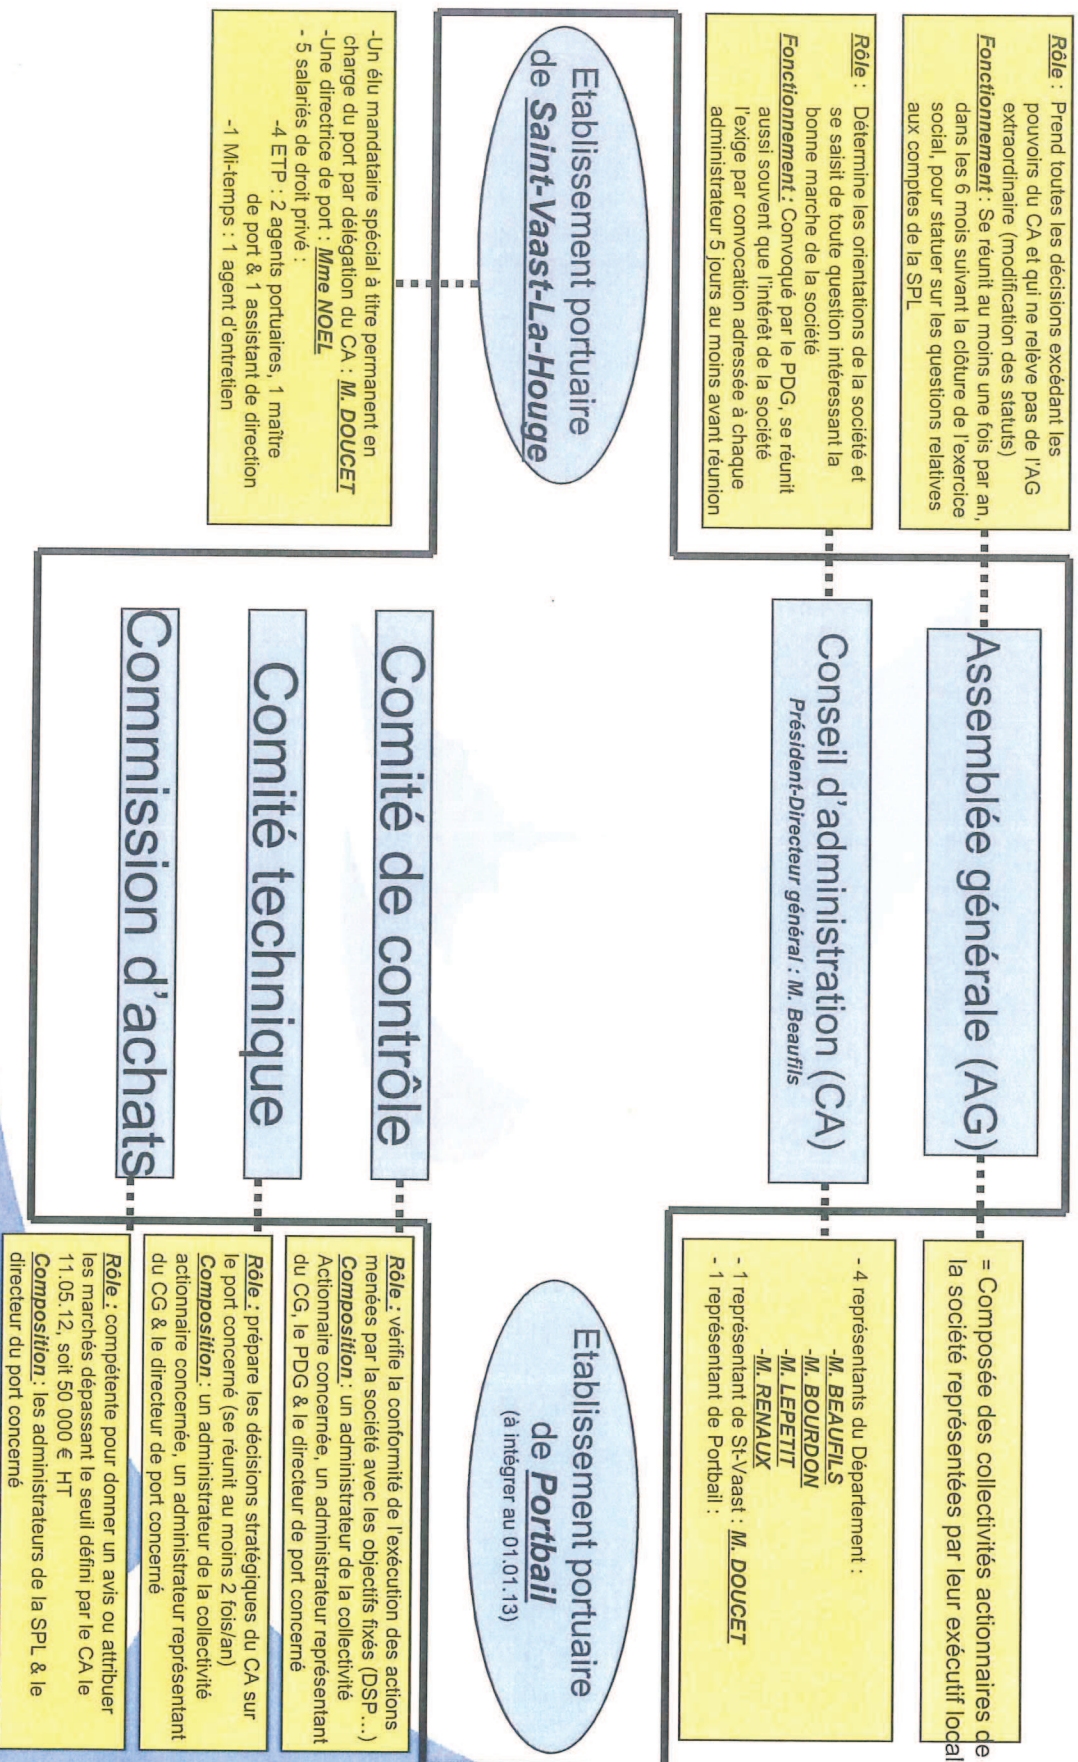 Rôle : Prend toutes les décisions excédant les
pouvoirs du CA et qui ne relève pas de l'AG
extraordinaire (modification des statuts)
Fonctionnement : Se réunit au moins une fois par an,
dans les 6 mois suivant la clôture de l'exercice
social, pour statuer sur les questions relatives
aux comptes de la SPL
Assemblée générale (AG)
= Composée des collectivités actionnaires de
la société représentées par leur exécutif local
Rôle : Détermine les orientations de la société et
se saisit de toute question intéressant la
bonne marche de la société
Fonctionnement : Convoqué par le PDG, se réunit
aussi souvent que l'intérêt de la société
l'exige par convocation adressée à chaque
administrateur 5 jours au moins avant réunion
Conseil d'administration (CA)
Président-Directeur général : M. Beaufils
- 4 représentants du Département :
-M. BEAUFILS
-M. BOURDON
-M. LEPETIT
-M. RENAUX
- 1 représentant de St-Vaast : M. DOUCET
- 1 représentant de Portbail :
Etablissement portuaire
de Saint-Vaast-La-Hougue
Etablissement portuaire
de Portbail
(à intégrer au 01.01.13)
-Un élu mandataire spécial à titre permanent en
charge du port par délégation du CA : M. DOUCET
-Une directrice de port : Mme NOEL
- 5 salariés de droit privé :
-4 ETP : 2 agents portuaires, 1 maître
de port & 1 assistant de direction
-1 Mi-temps : 1 agent d'entretien
Comité de contrôle
Rôle : vérifie la conformité de l'exécution des actions
menées par la société avec les objectifs fixés (DSP…)
Composition : un administrateur de la collectivité
Actionnaire concernée, un administrateur représentant
du CG, le PDG & le directeur de port concerné
Comité technique
Rôle : prépare les décisions stratégiques du CA sur
le port concerné (se réunit au moins 2 fois/an)
Composition : un administrateur de la collectivité
actionnaire concernée, un administrateur représentant
du CG & le directeur de port concerné
Commission d'achats
Rôle : compétente pour donner un avis ou attribuer
les marchés dépassant le seuil défini par le CA le
11.05.12, soit 50 000 € HT
Composition : les administrateurs de la SPL & le
directeur du port concerné